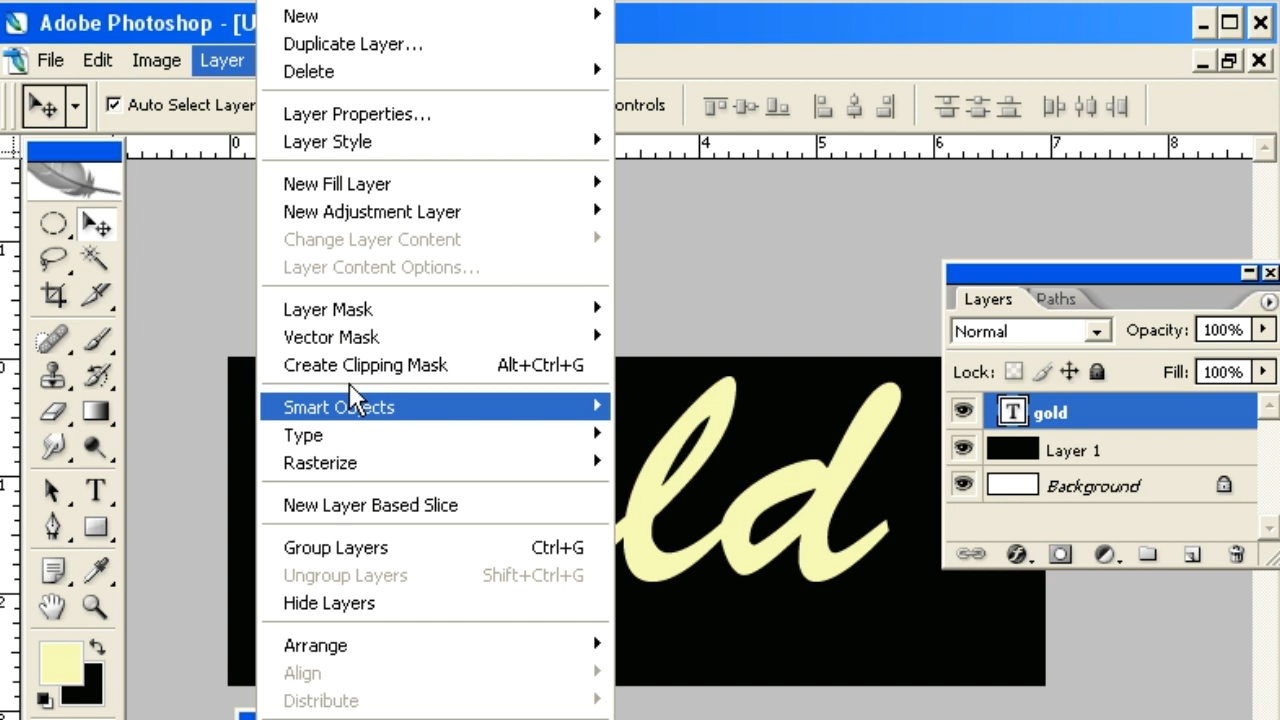 Adobe Photoshop - [U
File Edit Image Layer
Auto Select Layer
ontrols
0 4 5 6 7 8
New
Duplicate Layer...
Delete
Layer Properties...
Layer Style
New Fill Layer
New Adjustment Layer
Change Layer Content
Layer Content Options...
Layer Mask
Vector Mask
Create Clipping Mask Alt+Ctrl+G
Smart Objects
Type
Rasterize
New Layer Based Slice
Group Layers Ctrl+G
Ungroup Layers Shift+Ctrl+G
Hide Layers
Arrange
Align
Distribute
1
0
1
2
ld
Layers Paths
Normal Opacity: 100%
Lock: Fill: 100%
T gold
Layer 1
Background